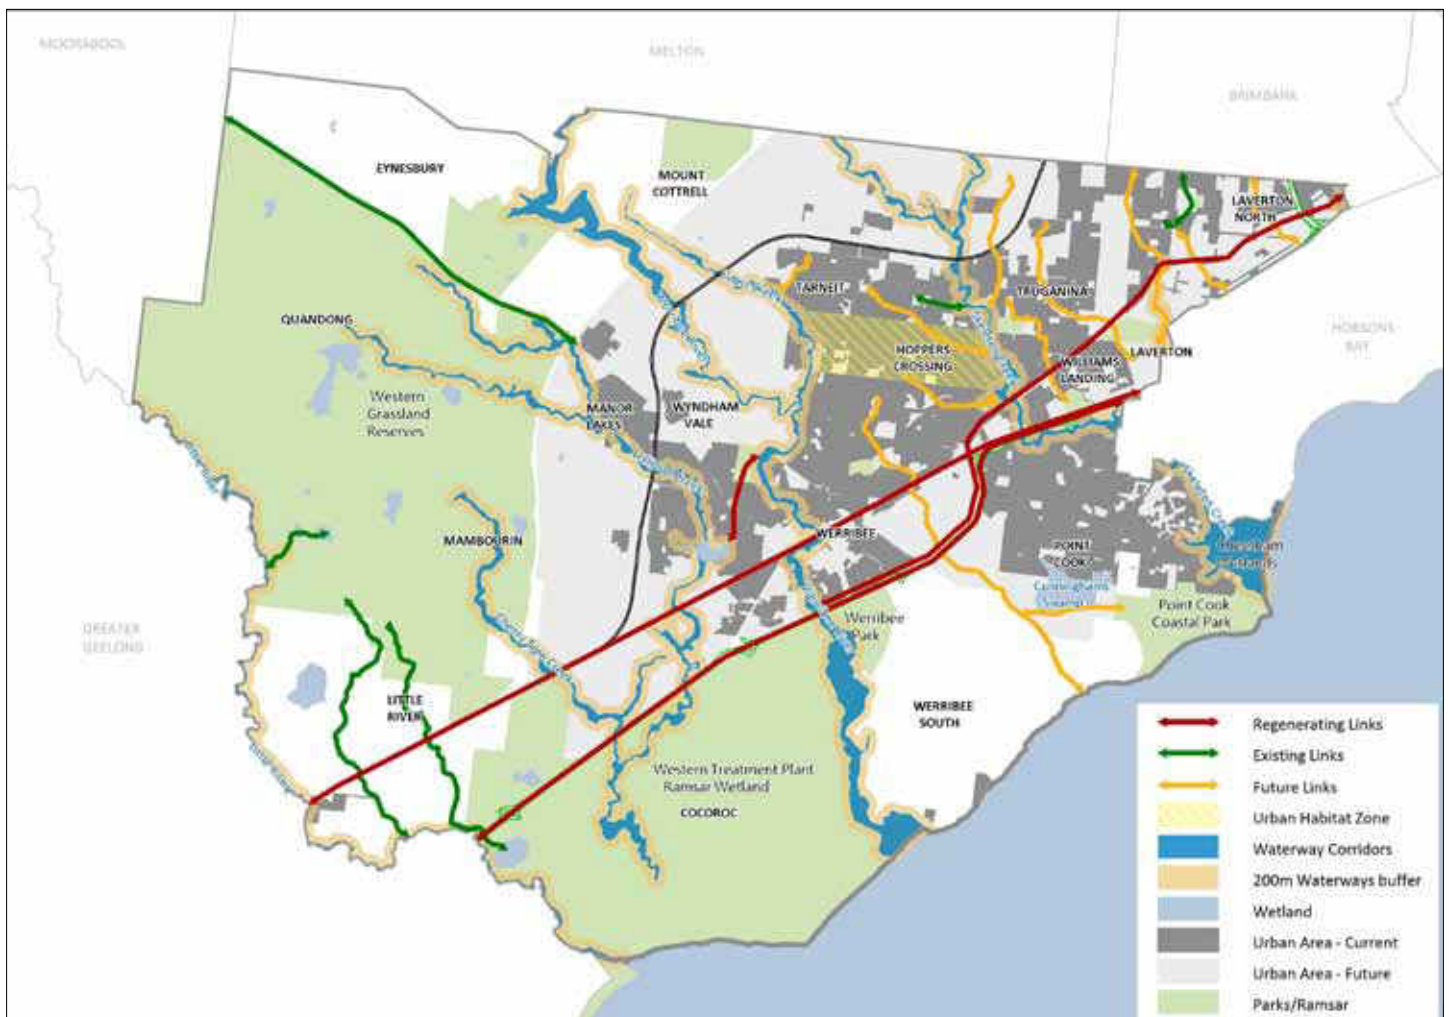 MOORABOOL
MELTON
BRIMBANK
EYNESBURY
MOUNT
COTTRELL
LAVERTON
NORTH
TARNEIT
TRUGANINA
QUANDONG
HOBSONS
BAY
HOPPERS
CROSSING
LAVERTON
WILLIAMS
LANDING
Western
Grassland
Reserves
MANOR
LAKES
WYNDHAM
VALE
MAMBOURIN
WERRIBEE
POINT
COOK
Cunninghams
Swamp
Point Cook
Coastal Park
GREATER
GEELONG
Werribee
Park
LITTLE
RIVER
WERRIBEE
SOUTH
Western Treatment Plant
Ramsar Wetland
COCOROC
Regenerating Links
Existing Links
Future Links
Urban Habitat Zone
Waterway Corridors
200m Waterways buffer
Wetland
Urban Area - Current
Urban Area - Future
Parks/Ramsar